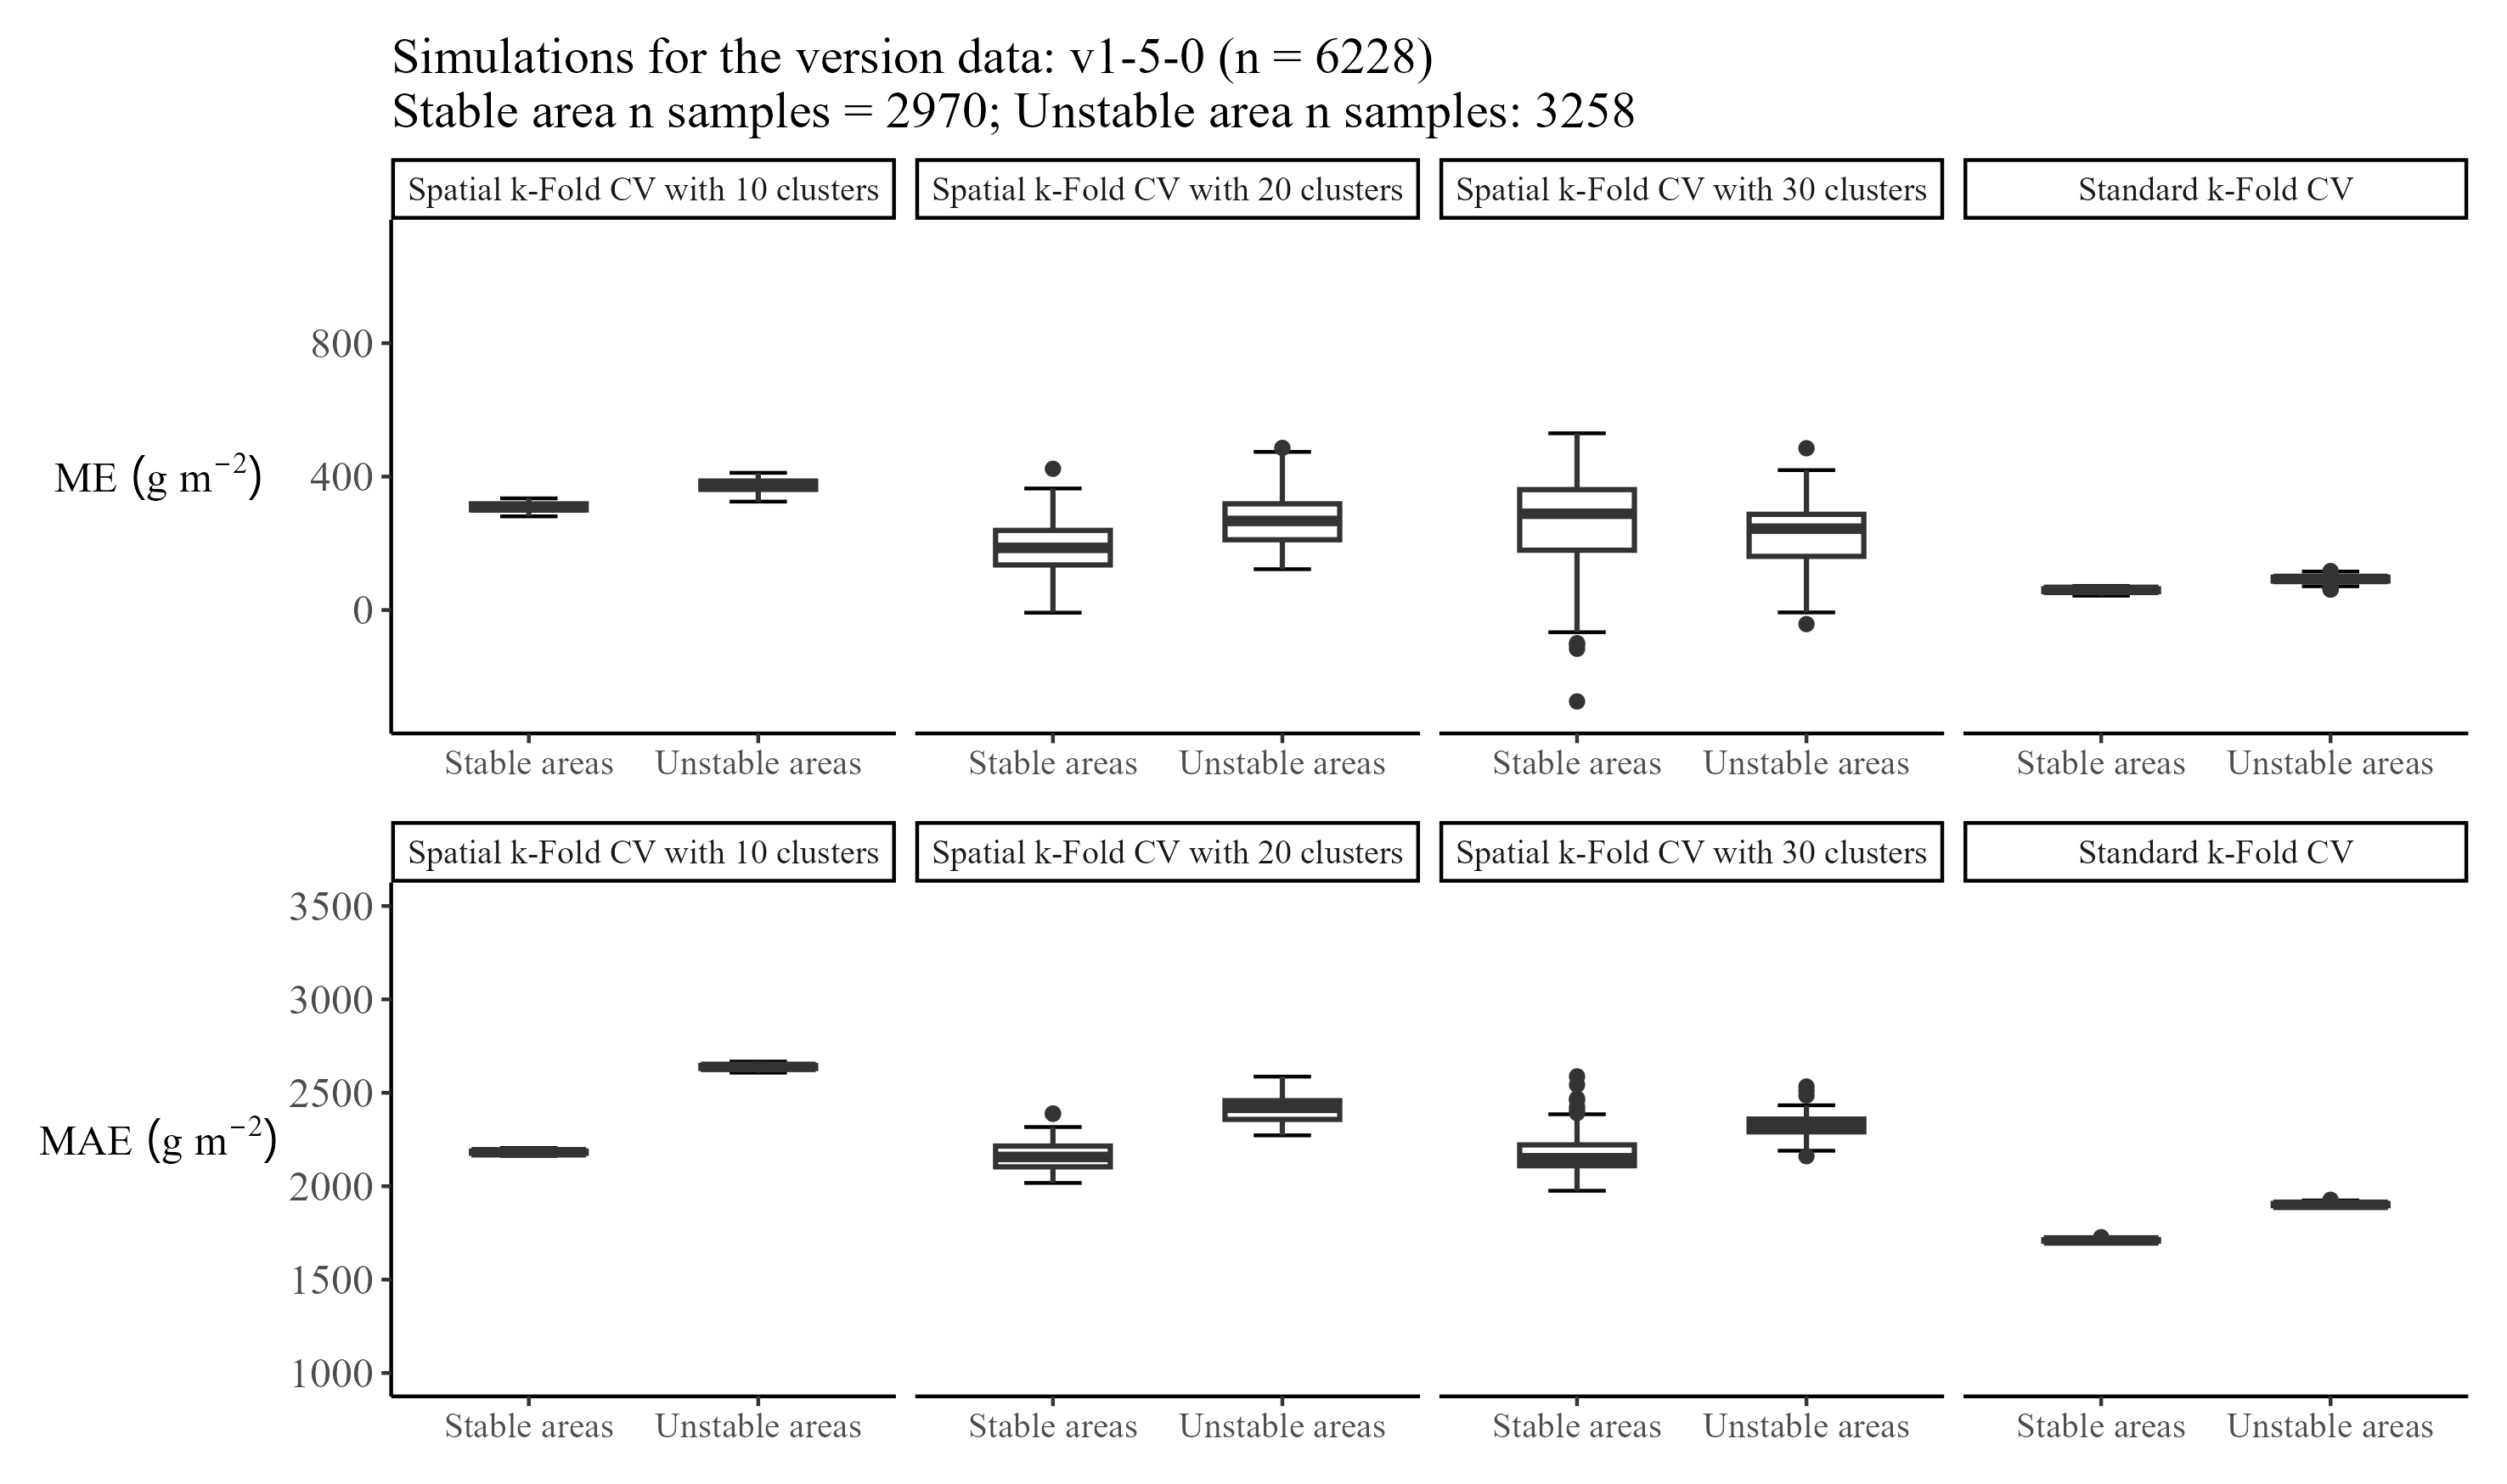 Simulations for the version data: v1-5-0 (n = 6228)
Stable area n samples = 2970; Unstable area n samples: 3258
Spatial k-Fold CV with 10 clusters
Spatial k-Fold CV with 20 clusters
Spatial k-Fold CV with 30 clusters
Standard k-Fold CV
ME (g m⁻²)
800
400
0
Stable areas
Unstable areas
Stable areas
Unstable areas
Stable areas
Unstable areas
Stable areas
Unstable areas
Spatial k-Fold CV with 10 clusters
Spatial k-Fold CV with 20 clusters
Spatial k-Fold CV with 30 clusters
Standard k-Fold CV
MAE (g m⁻²)
3500
3000
2500
2000
1500
1000
Stable areas
Unstable areas
Stable areas
Unstable areas
Stable areas
Unstable areas
Stable areas
Unstable areas